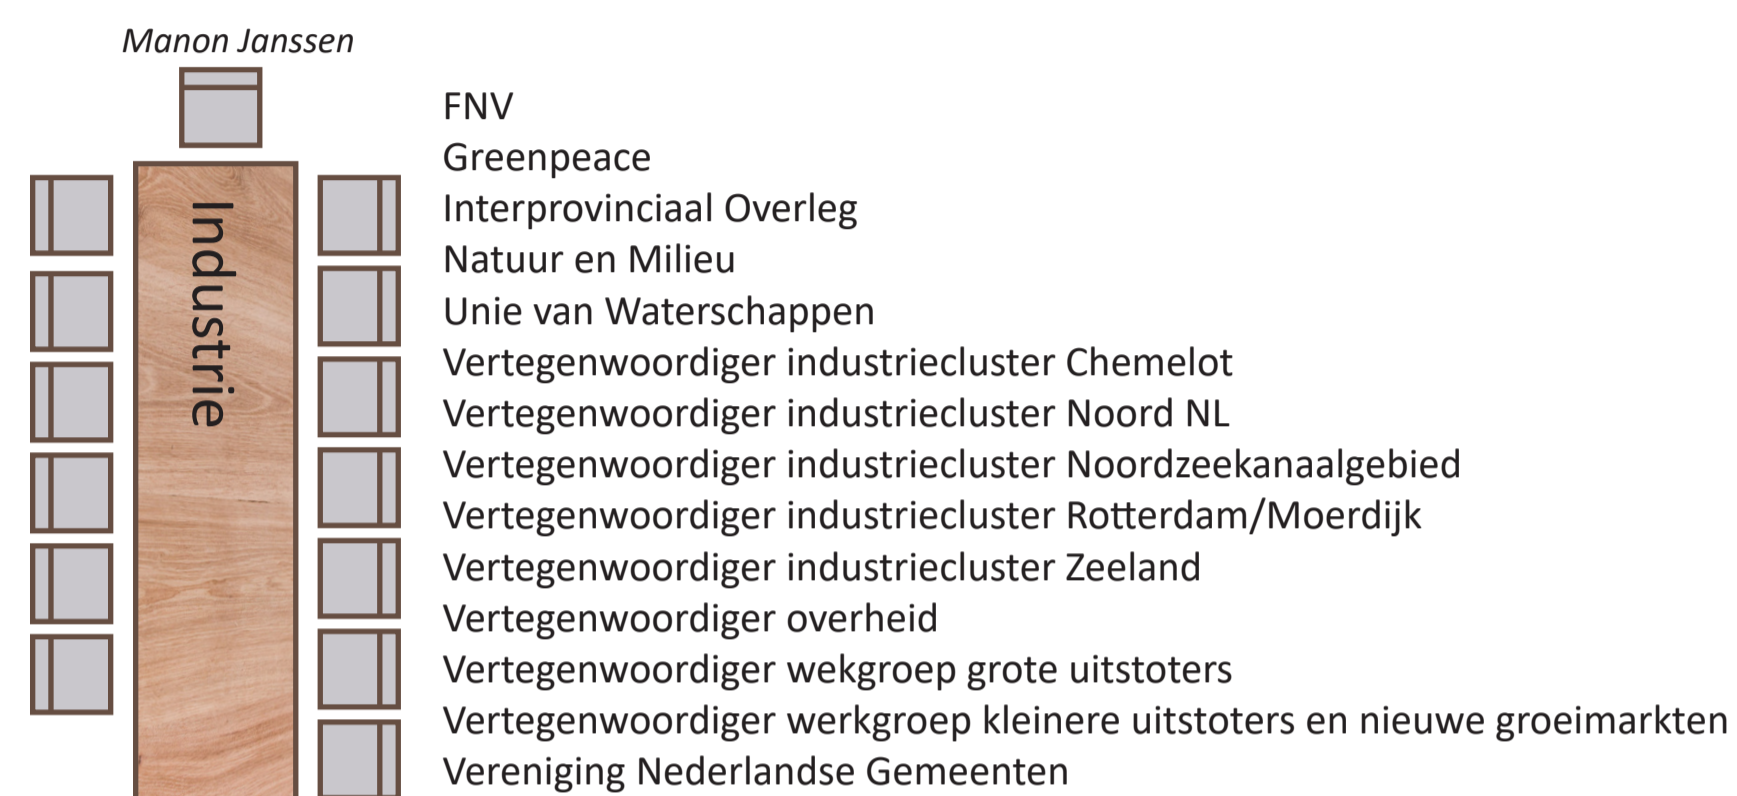 Manon Janssen
Industrie
FNV
Greenpeace
Interprovinciaal Overleg
Natuur en Milieu
Unie van Waterschappen
Vertegenwoordiger industriecluster Chemelot
Vertegenwoordiger industriecluster Noord NL
Vertegenwoordiger industriecluster Noordzeekanaalgebied
Vertegenwoordiger industriecluster Rotterdam/Moerdijk
Vertegenwoordiger industriecluster Zeeland
Vertegenwoordiger overheid
Vertegenwoordiger wekgroep grote uitstoters
Vertegenwoordiger werkgroep kleinere uitstoters en nieuwe groeimarkten
Vereniging Nederlandse Gemeenten